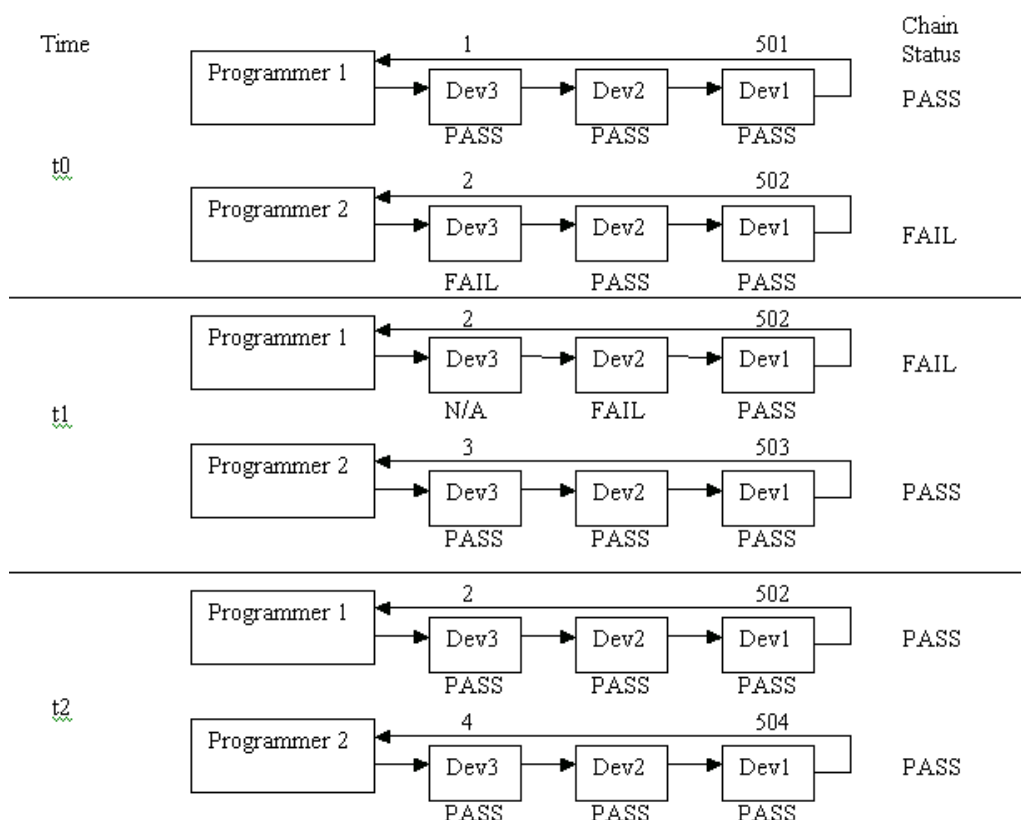 Time
Chain
Status
1 501
Programmer 1
Dev3 Dev2 Dev1
PASS
PASS PASS PASS
t0
2 502
Programmer 2
Dev3 Dev2 Dev1
FAIL
FAIL PASS PASS
2 502
Programmer 1
Dev3 Dev2 Dev1
FAIL
N/A FAIL PASS
t1
3 503
Programmer 2
Dev3 Dev2 Dev1
PASS
PASS PASS PASS
2 502
Programmer 1
Dev3 Dev2 Dev1
PASS
PASS PASS PASS
t2
4 504
Programmer 2
Dev3 Dev2 Dev1
PASS
PASS PASS PASS